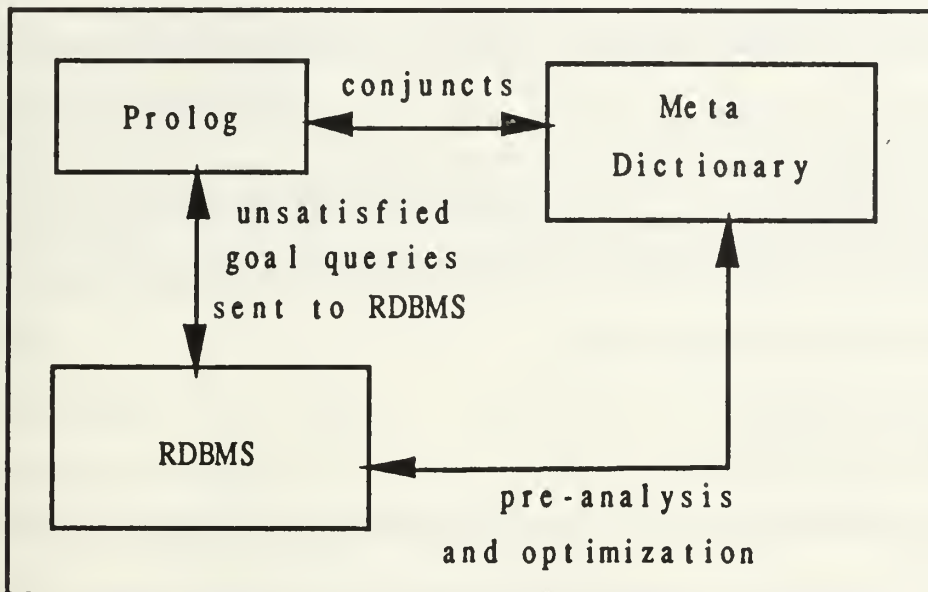 Prolog
conjuncts
Meta
Dictionary
unsatisfied
goal queries
sent to RDBMS
RDBMS
pre-analysis
and optimization